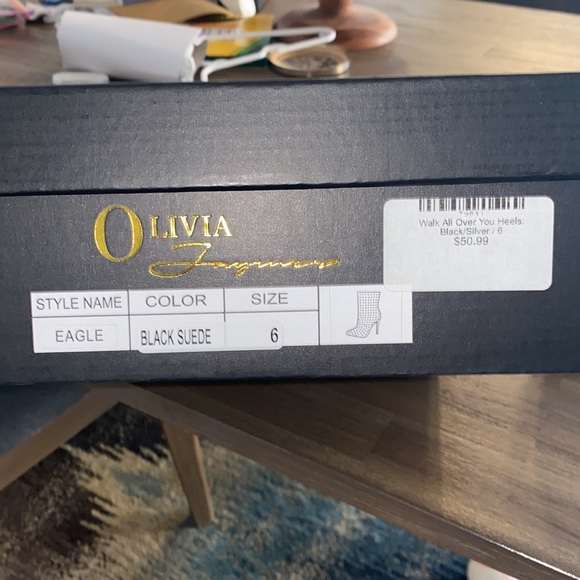 OLIVIA
Jaymes
Walk All Over You Heels:
Black/Silver / 6
$50.99
STYLE NAME COLOR SIZE
EAGLE BLACK SUEDE 6